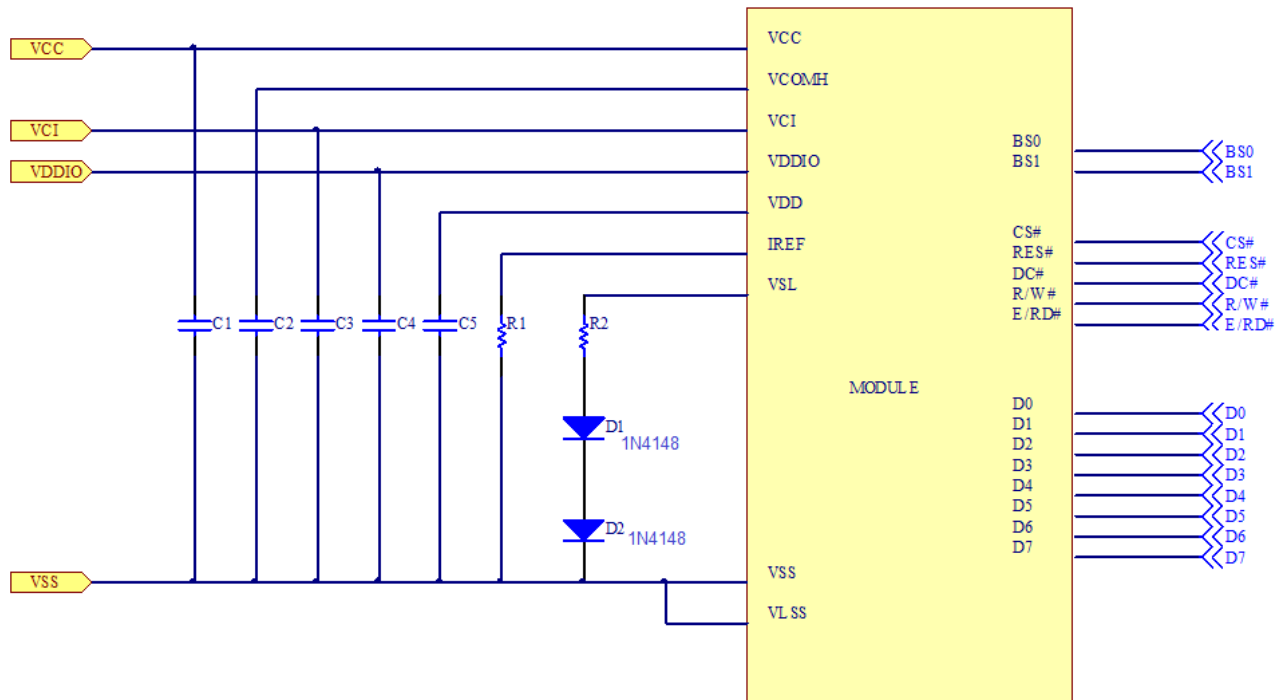 VCC
VCI
VDDIO
VSS
C1
C2
C3
C4
C5
R1
R2
D1
1N4148
D2
1N4148
VCC
VCOMH
VCI
VDDIO
VDD
IREF
VSL
VSS
VLSS
MODULE
BS0
BS1
CS#
RES#
DC#
R/W#
E/RD#
D0
D1
D2
D3
D4
D5
D6
D7
BS0
BS1
CS#
RES#
DC#
R/W#
E/RD#
D0
D1
D2
D3
D4
D5
D6
D7